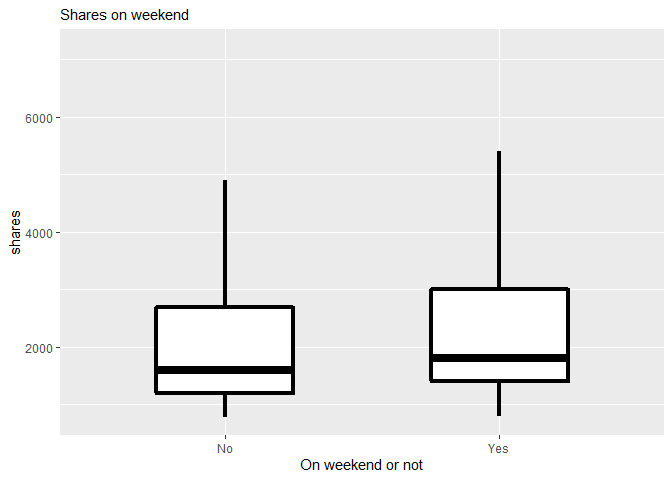 Shares on weekend
shares
6000
4000
2000
No
Yes
On weekend or not